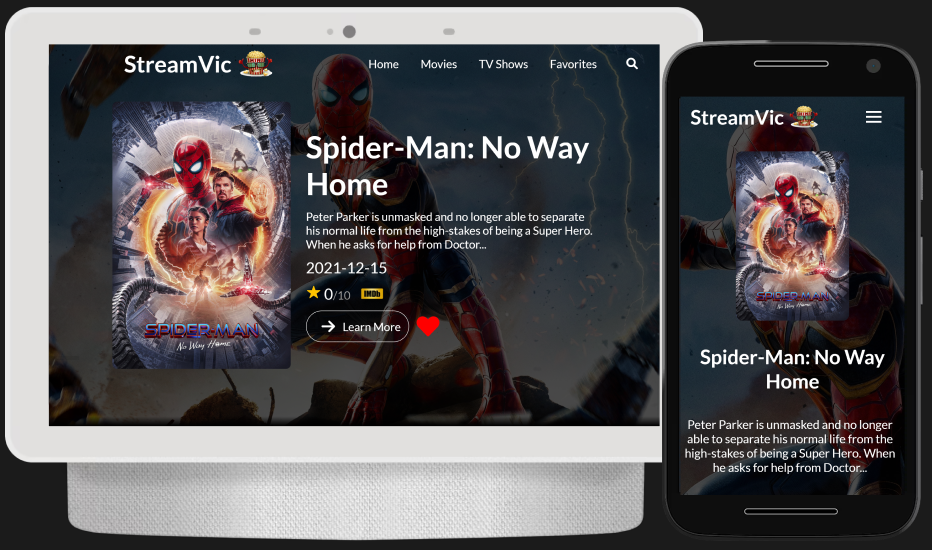 StreamVic
Home Movies TV Shows Favorites
SPIDER-MAN
No Way Home
Spider-Man: No Way
Home
Peter Parker is unmasked and no longer able to separate
his normal life from the high-stakes of being a Super Hero.
When he asks for help from Doctor...
2021-12-15
0/10 IMDb
Learn More
StreamVic
SPIDER-MAN
No Way Home
Spider-Man: No Way
Home
Peter Parker is unmasked and no longer
able to separate his normal life from the
high-stakes of being a Super Hero. When
he asks for help from Doctor...